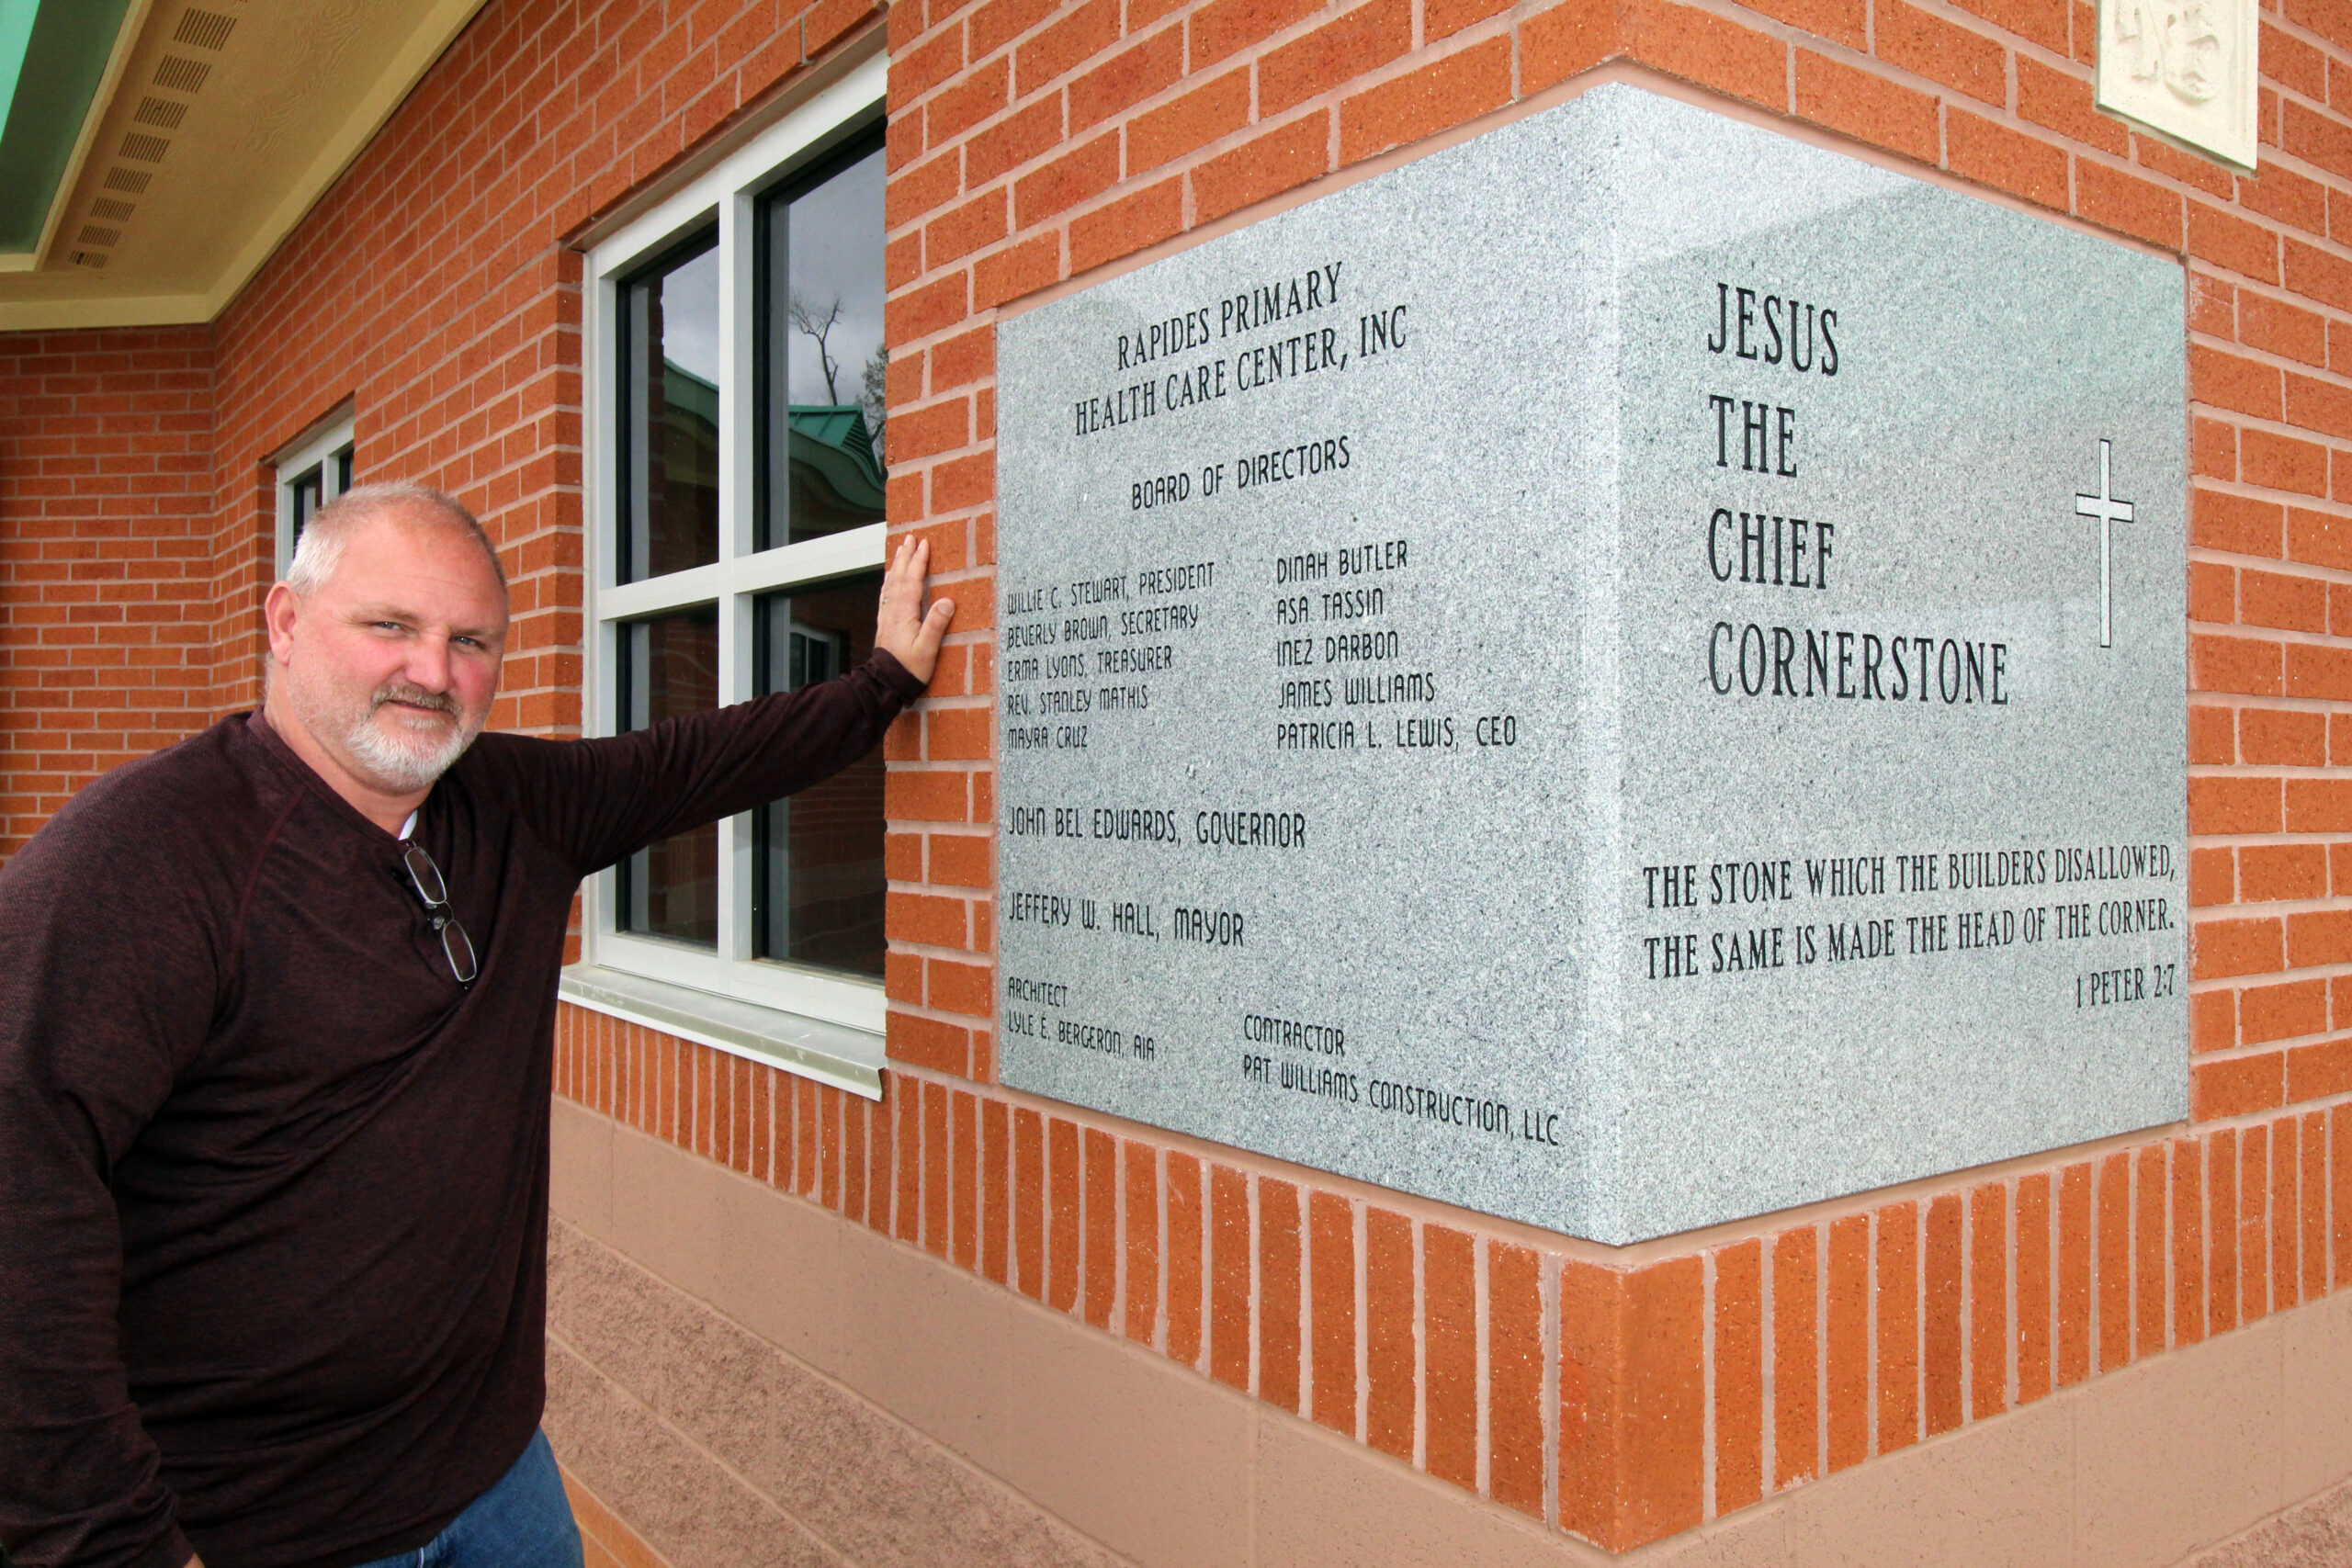 RAPIDES PRIMARY
HEALTH CARE CENTER, INC
BOARD OF DIRECTORS
WILLIE C. STEWART, PRESIDENT
BEVERLY BROWN, SECRETARY
ERMA LYONS, TREASURER
REV. STANLEY MATHIS
MAYRA CRUZ
DINAH BUTLER
ASA TASSIN
INEZ DARBON
JAMES WILLIAMS
PATRICIA L. LEWIS, CEO
JOHN BEL EDWARDS, GOVERNOR
JEFFERY W. HALL, MAYOR
ARCHITECT
LYLE E. BERGERON, AIA
CONTRACTOR
PAT WILLIAMS CONSTRUCTION, LLC
JESUS
THE
CHIEF
CORNERSTONE
THE STONE WHICH THE BUILDERS DISALLOWED,
THE SAME IS MADE THE HEAD OF THE CORNER.
1 PETER 2:7